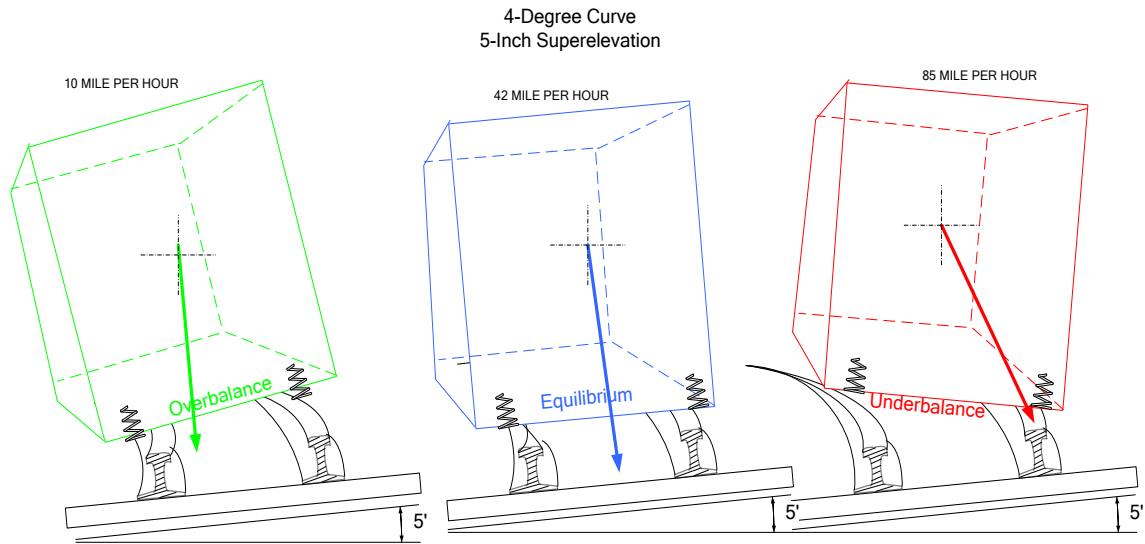 4-Degree Curve
5-Inch Superelevation
10 MILE PER HOUR
42 MILE PER HOUR
85 MILE PER HOUR
Overbalance
Equilibrium
Underbalance
5'
5'
5'